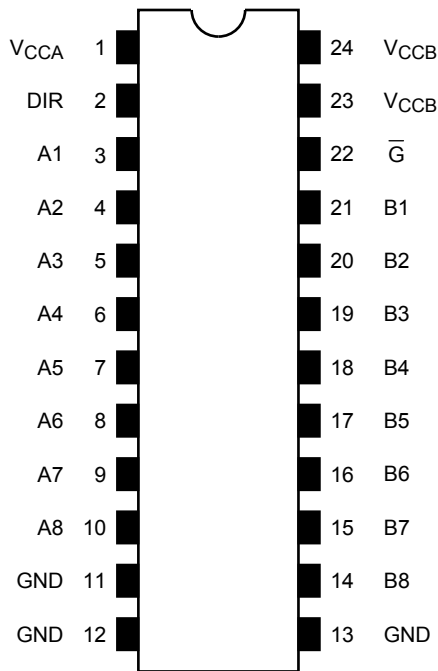 VCCA 1 24 VCCB
DIR 2 23 VCCB
A1 3 22 G̅
A2 4 21 B1
A3 5 20 B2
A4 6 19 B3
A5 7 18 B4
A6 8 17 B5
A7 9 16 B6
A8 10 15 B7
GND 11 14 B8
GND 12 13 GND